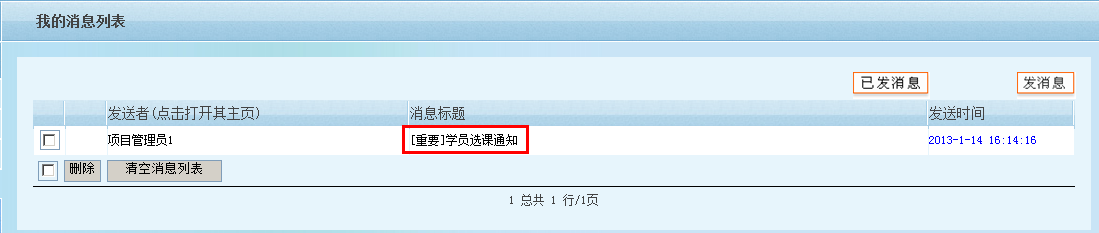 我的消息列表
已发消息 发消息
发送者(点击打开其主页) 消息标题 发送时间
项目管理员1 [重要]学员选课通知 2013-1-14 16:14:16
删除 清空消息列表
1 总共 1 行/1页